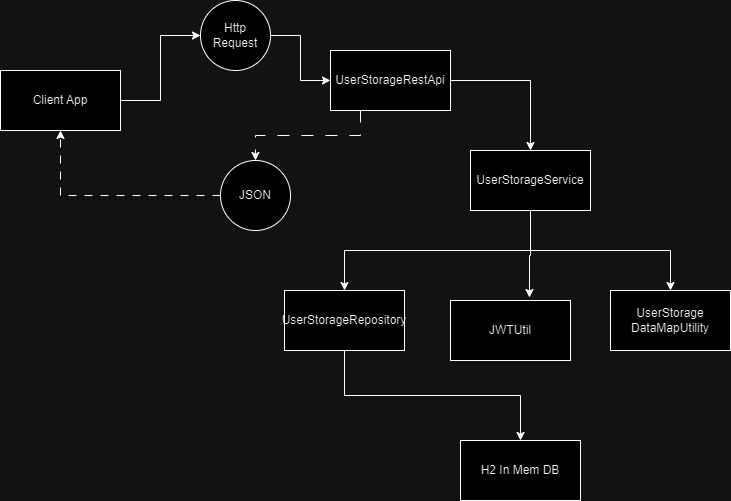 Http
Request
UserStorageRestApi
Client App
JSON
UserStorageService
UserStorageRepository
JWTUtil
UserStorage
DataMapUtility
H2 In Mem DB